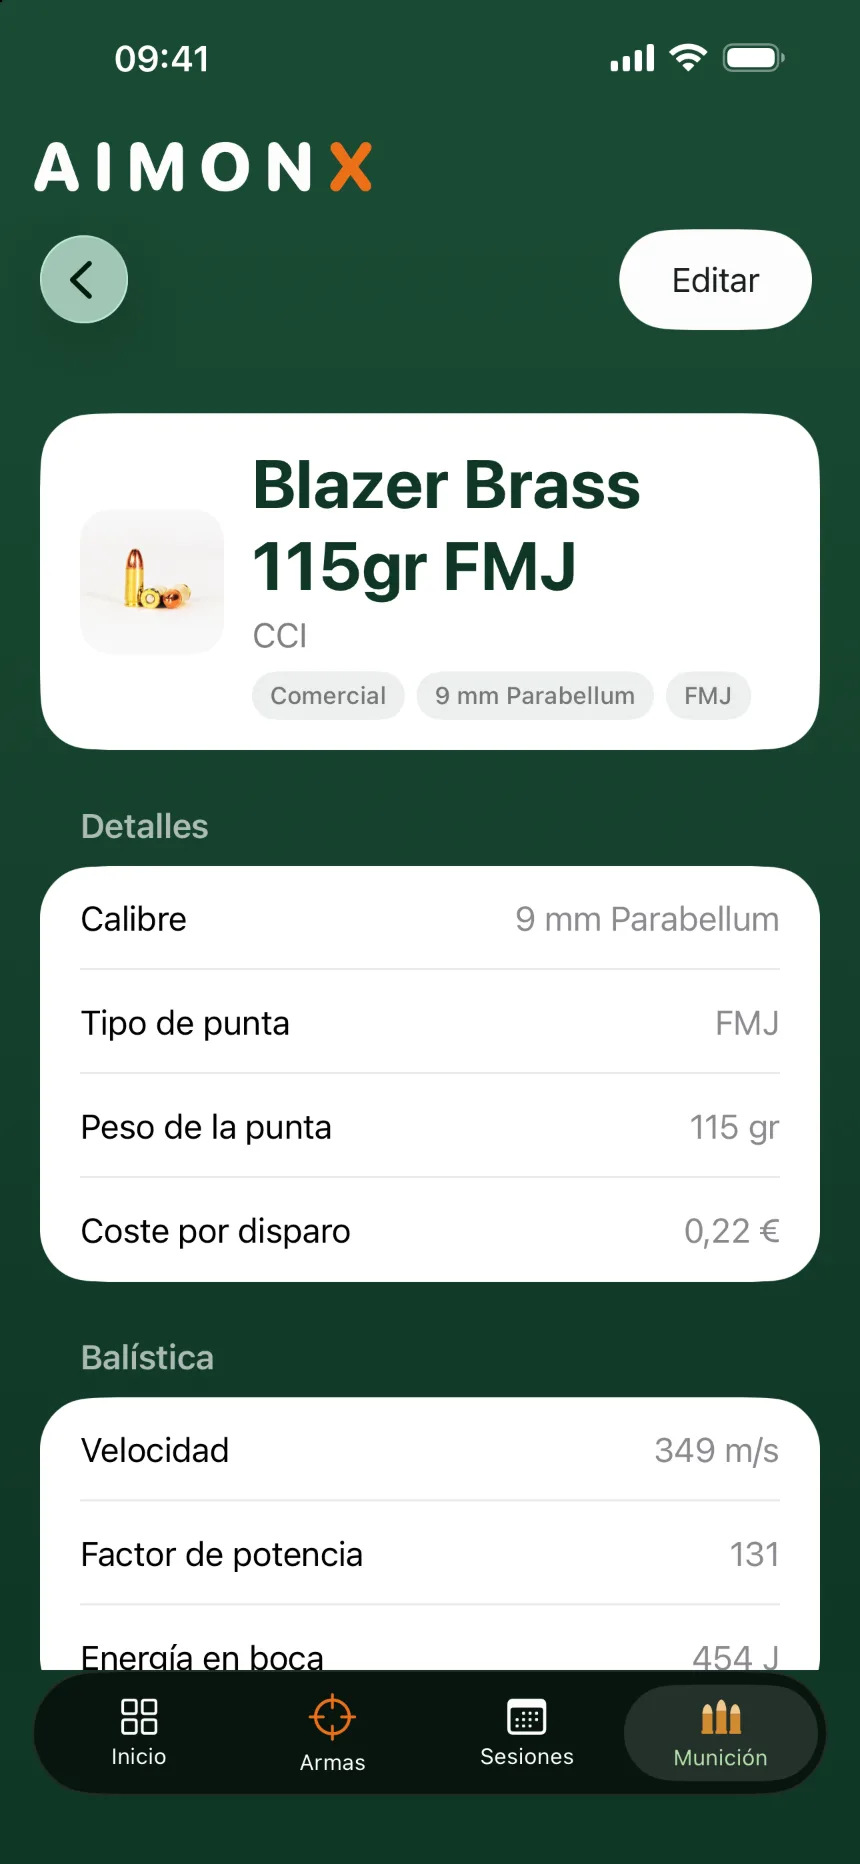 09:41
AIMONX
Editar
Blazer Brass
115gr FMJ
CCI
Comercial 9 mm Parabellum FMJ
Detalles
Calibre 9 mm Parabellum
Tipo de punta FMJ
Peso de la punta 115 gr
Coste por disparo 0,22 €
Balística
Velocidad 349 m/s
Factor de potencia 131
Energía en boca 454 J
Inicio Armas Sesiones Munición